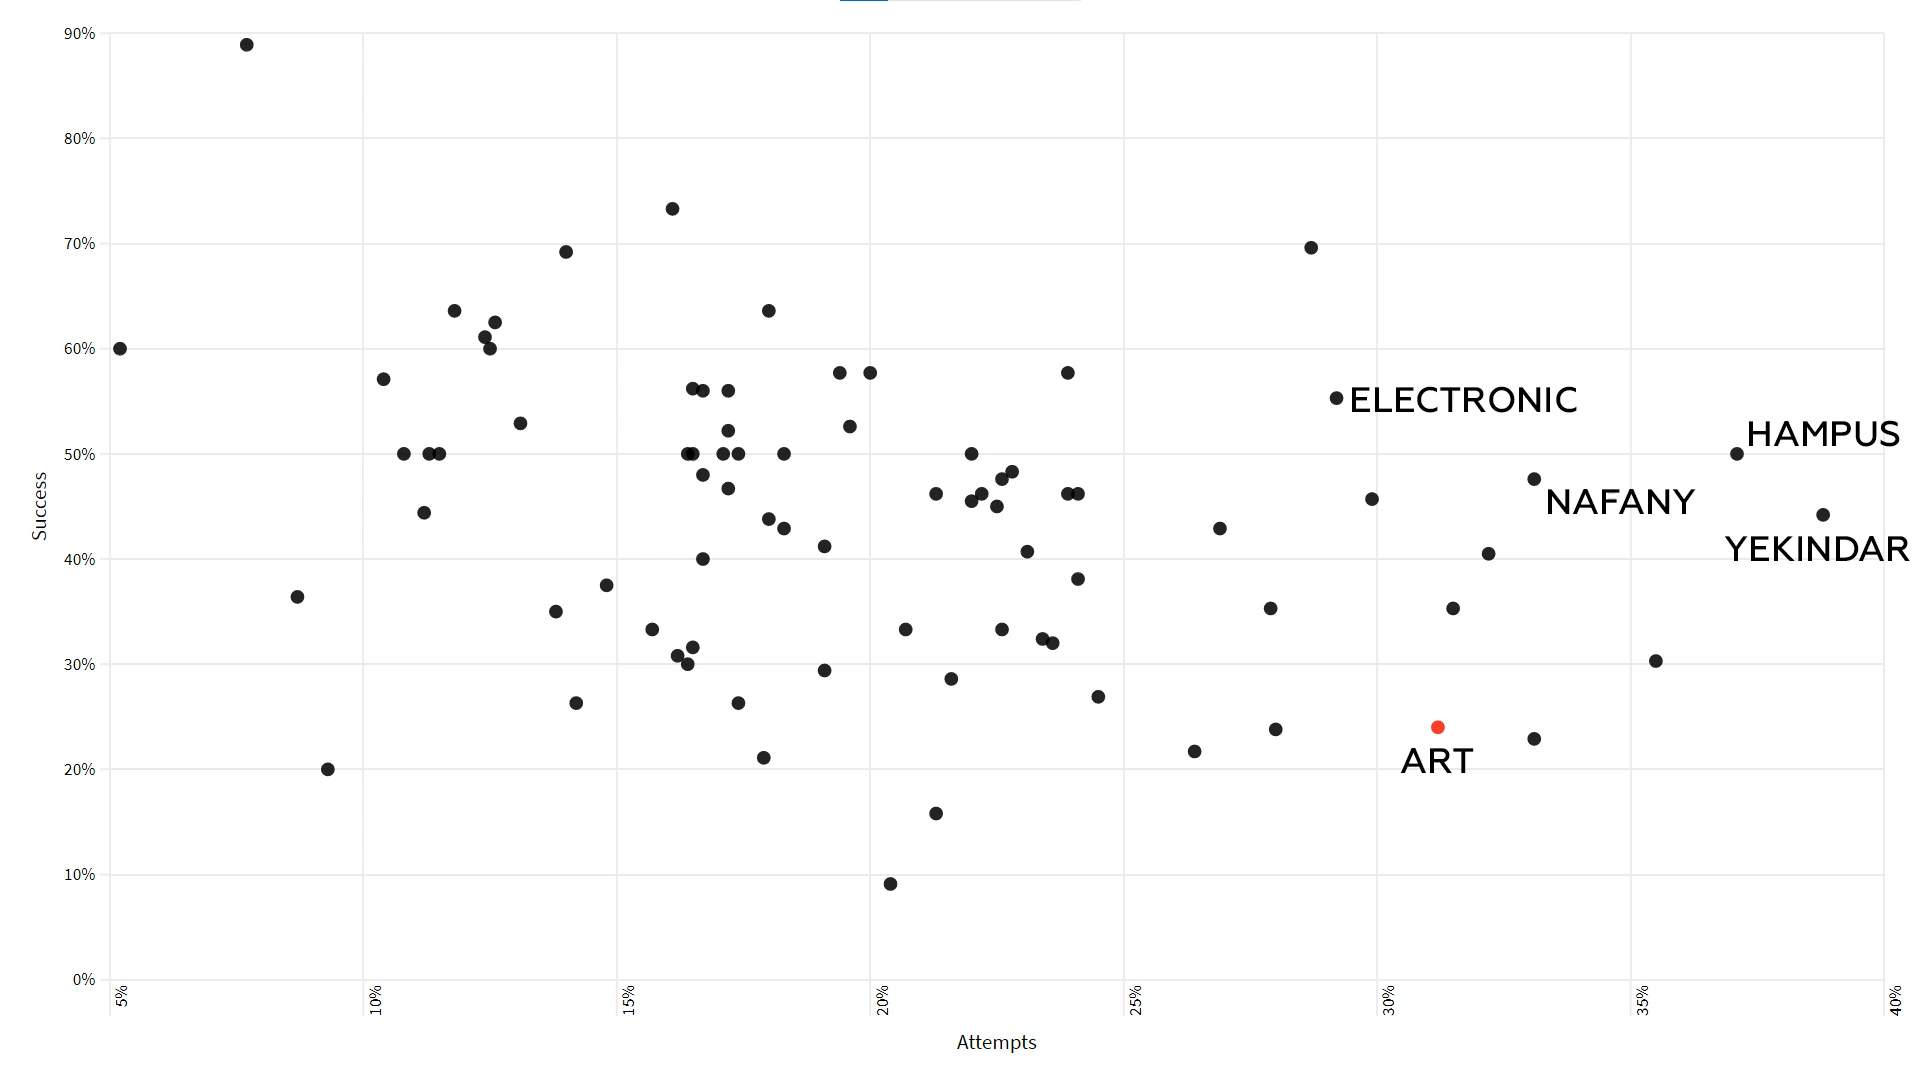 90%
80%
70%
60%
50%
40%
30%
20%
10%
0%
Success
ELECTRONIC
HAMPUS
NAFANY
YEKINDAR
ART
5%
10%
15%
20%
25%
30%
35%
40%
Attempts